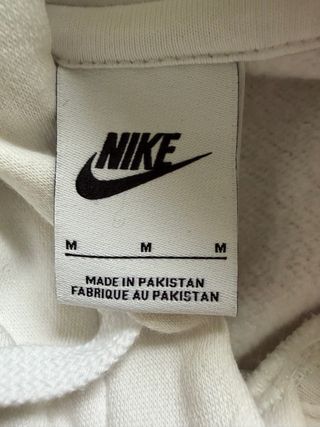 NIKE
M M M
MADE IN PAKISTAN
FABRIQUE AU PAKISTAN